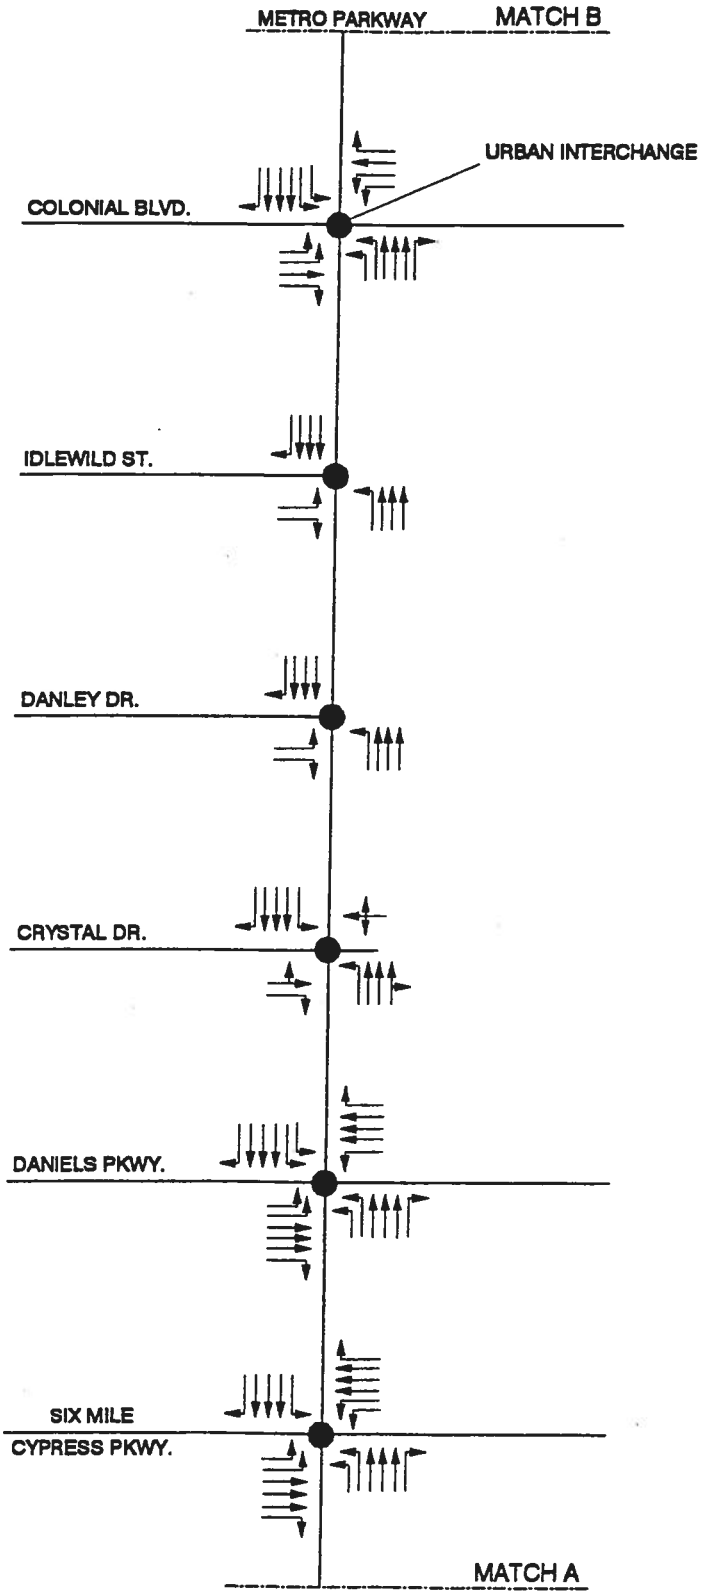 METRO PARKWAY MATCH B
URBAN INTERCHANGE
COLONIAL BLVD.
IDLEWILD ST.
DANLEY DR.
CRYSTAL DR.
DANIELS PKWY.
SIX MILE
CYPRESS PKWY.
MATCH A